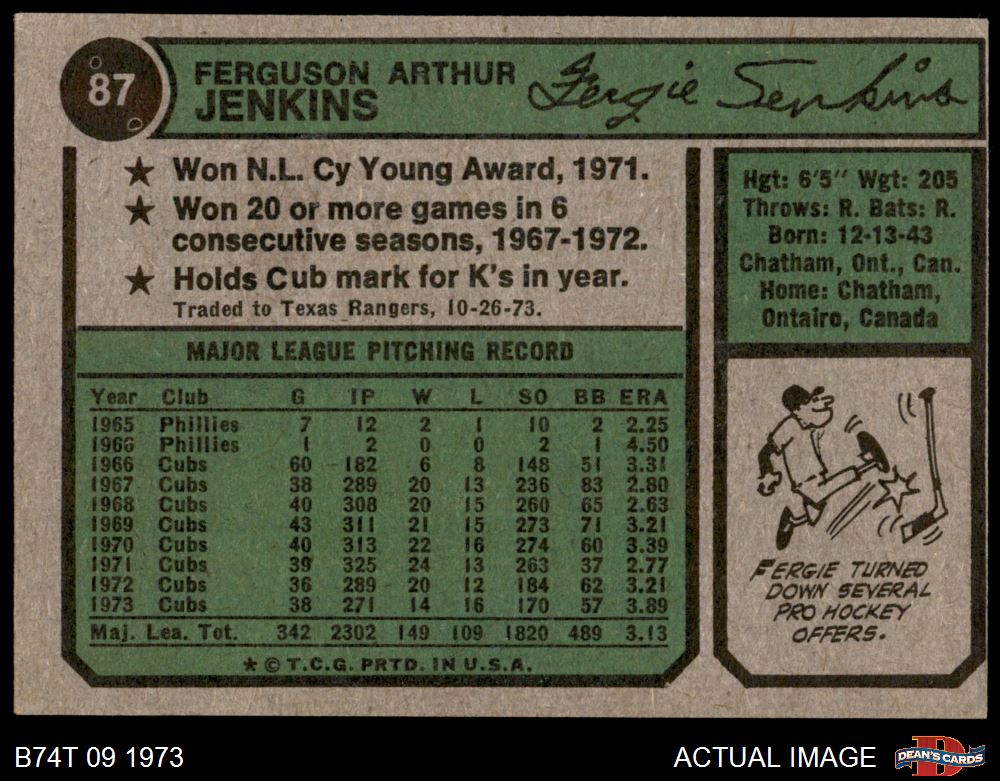 87
FERGUSON ARTHUR
JENKINS
Fergie Jenkins
★ Won N.L. Cy Young Award, 1971.
★ Won 20 or more games in 6
consecutive seasons, 1967-1972.
★ Holds Cub mark for K's in year.
Traded to Texas Rangers, 10-26-73.
MAJOR LEAGUE PITCHING RECORD
Year Club G IP W L SO BB ERA
1965 Phillies 7 12 2 1 10 2 2.25
1966 Phillies 1 2 0 0 2 1 4.50
1966 Cubs 60 182 6 8 148 51 3.31
1967 Cubs 38 289 20 13 236 83 2.80
1968 Cubs 40 308 20 15 260 65 2.63
1969 Cubs 43 311 21 15 273 71 3.21
1970 Cubs 40 313 22 16 274 60 3.39
1971 Cubs 39 325 24 13 263 37 2.77
1972 Cubs 36 289 20 12 184 62 3.21
1973 Cubs 38 271 14 16 170 57 3.89
Maj. Lea. Tot. 342 2302 149 109 1820 489 3.13
★ © T.C.G. PRTD. IN U.S.A.
Hgt: 6'5" Wgt: 205
Throws: R. Bats: R.
Born: 12-13-43
Chatham, Ont., Can.
Home: Chatham,
Ontairo, Canada
FERGIE TURNED
DOWN SEVERAL
PRO HOCKEY
OFFERS.
B74T 09 1973
ACTUAL IMAGE
D
DEAN'S CARDS